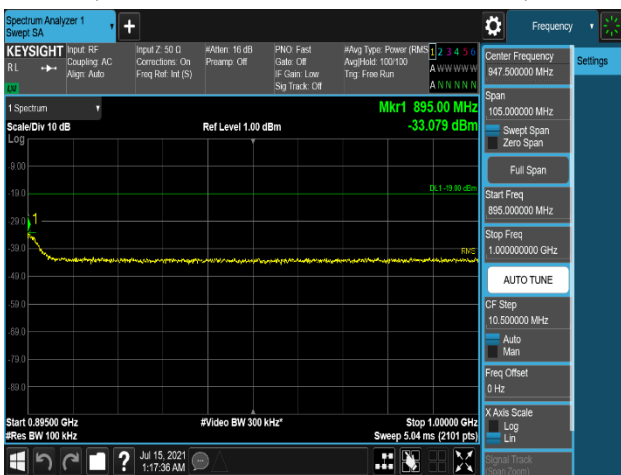 Spectrum Analyzer 1
Swept SA
Frequency
KEYSIGHT
RL
Input: RF
Coupling: AC
Align: Auto
Input Z: 50 Ω
Corrections: On
Freq Ref: Int (S)
#Atten: 16 dB
Preamp: Off
PNO: Fast
Gate: Off
IF Gain: Low
Sig Track: Off
#Avg Type: Power (RMS
Avg|Hold: 100/100
Trig: Free Run
1 2 3 4 5 6
A W W W W W
A N N N N N
LW
1 Spectrum
Scale/Div 10 dB
Ref Level 1.00 dBm
Mkr1 895.00 MHz
-33.079 dBm
Log
-9.00
-19.0
-29.0
-39.0
-49.0
-59.0
-69.0
-79.0
-89.0
DL1 -19.00 dBm
1
RMS
Start 0.89500 GHz
#Res BW 100 kHz
#Video BW 300 kHz*
Stop 1.00000 GHz
Sweep 5.04 ms (2101 pts)
Jul 15, 2021
1:17:36 AM
Center Frequency
947.500000 MHz
Settings
Span
105.000000 MHz
Swept Span
Zero Span
Full Span
Start Freq
895.000000 MHz
Stop Freq
1.000000000 GHz
AUTO TUNE
CF Step
10.500000 MHz
Auto
Man
Freq Offset
0 Hz
X Axis Scale
Log
Lin
Signal Track
(Span Zoom)